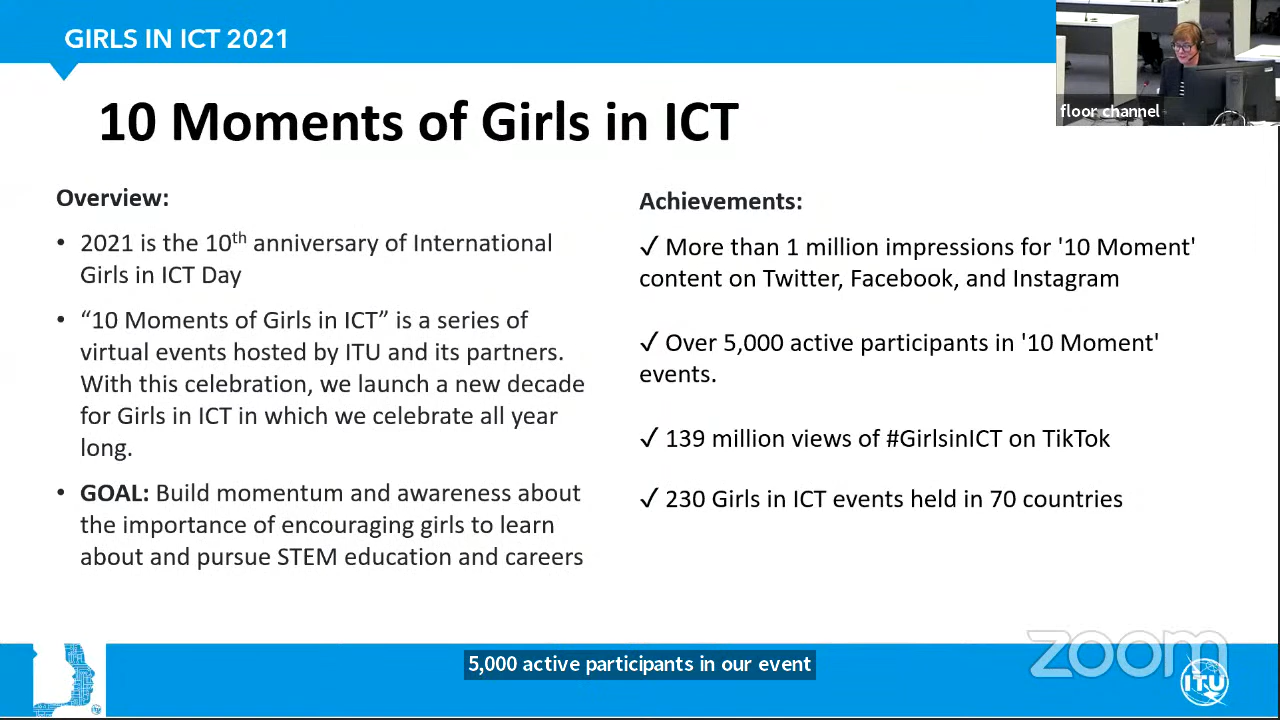 GIRLS IN ICT 2021
floor channel
10 Moments of Girls in ICT
Overview:
• 2021 is the 10th anniversary of International
Girls in ICT Day
• “10 Moments of Girls in ICT” is a series of
virtual events hosted by ITU and its partners.
With this celebration, we launch a new decade
for Girls in ICT in which we celebrate all year
long.
• GOAL: Build momentum and awareness about
the importance of encouraging girls to learn
about and pursue STEM education and careers
Achievements:
✓ More than 1 million impressions for '10 Moment'
content on Twitter, Facebook, and Instagram
✓ Over 5,000 active participants in '10 Moment'
events.
✓ 139 million views of #GirlsinICT on TikTok
✓ 230 Girls in ICT events held in 70 countries
5,000 active participants in our event
zoom
ITU